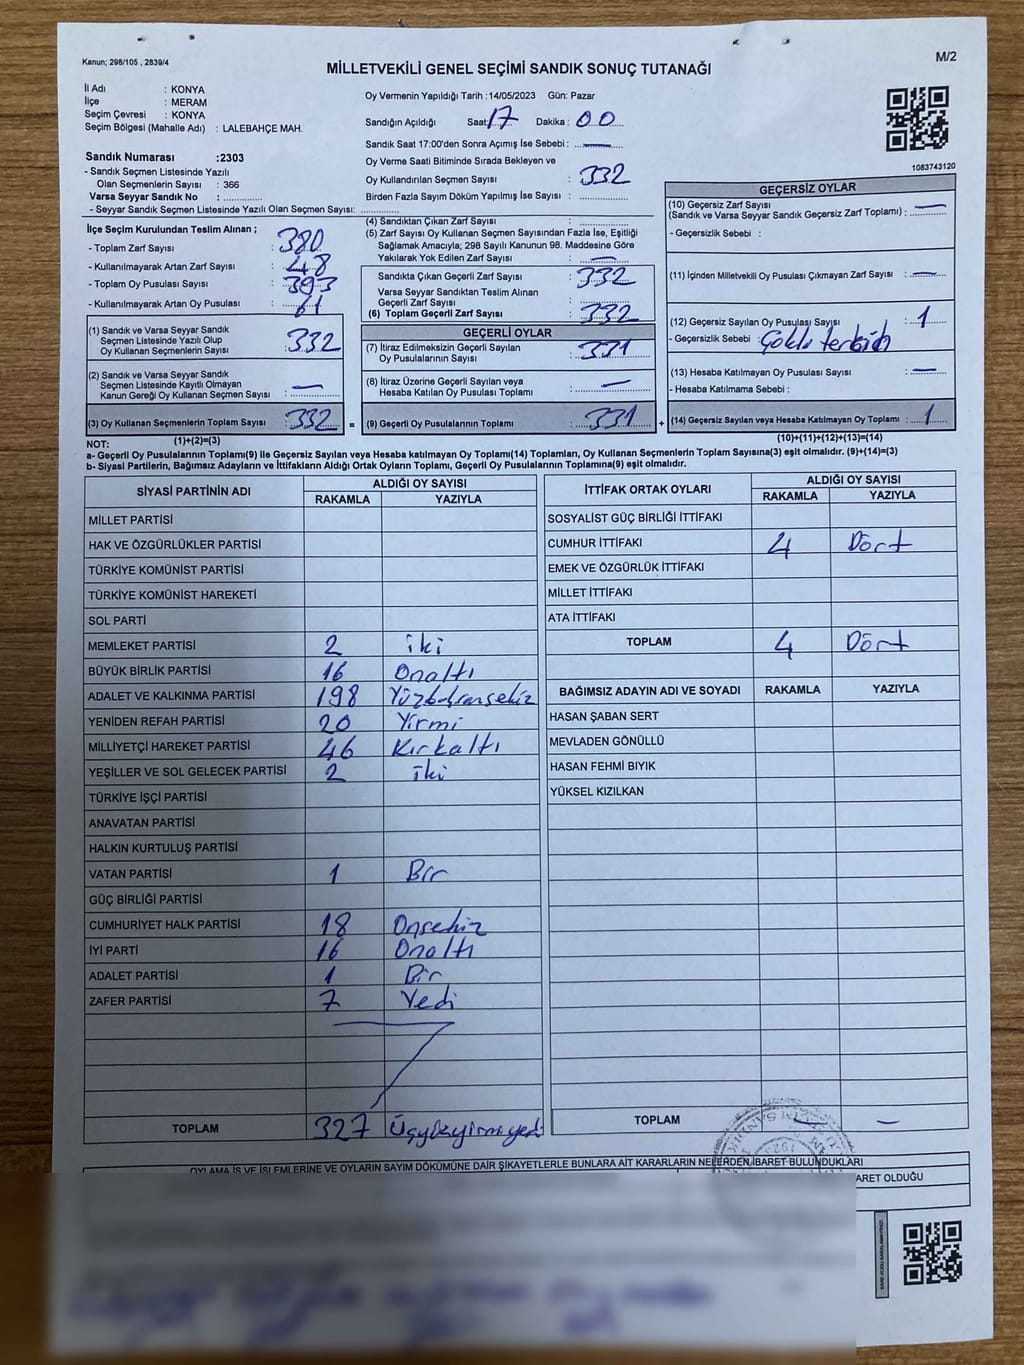 Kanun; 298/105 , 2839/4
M/2
MİLLETVEKİLİ GENEL SEÇİMİ SANDIK SONUÇ TUTANAĞI
İl Adı : KONYA
İlçe : MERAM
Seçim Çevresi : KONYA
Seçim Bölgesi (Mahalle Adı) : LALEBAHÇE MAH.
Sandık Numarası :2303
- Sandık Seçmen Listesinde Yazılı
Olan Seçmenlerin Sayısı : 366
Varsa Seyyar Sandık No :
- Seyyar Sandık Seçmen Listesinde Yazılı Olan Seçmen Sayısı:
İlçe Seçim Kurulundan Teslim Alınan ;
- Toplam Zarf Sayısı : 380
- Kullanılmayarak Artan Zarf Sayısı : 48
- Toplam Oy Pusulası Sayısı : 393
- Kullanılmayarak Artan Oy Pusulası : 61
(1) Sandık ve Varsa Seyyar Sandık
Seçmen Listesinde Yazılı Olup
Oy Kullanan Seçmenlerin Sayısı : 332
(2) Sandık ve Varsa Seyyar Sandık
Seçmen Listesinde Kayıtlı Olmayan
Kanun Gereği Oy Kullanan Seçmen Sayısı : —
(3) Oy Kullanan Seçmenlerin Toplam Sayısı : 332
Oy Vermenin Yapıldığı Tarih : 14/05/2023 Gün: Pazar
Sandığın Açıldığı Saat: 17 Dakika : 00
Sandık Saat 17:00'den Sonra Açımış İse Sebebi : —
Oy Verme Saati Bitiminde Sırada Bekleyen ve
Oy Kullandırılan Seçmen Sayısı : 332
Birden Fazla Sayım Döküm Yapılmış İse Sayısı :
(4) Sandıktan Çıkan Zarf Sayısı :
(5) Zarf Sayısı Oy Kullanan Seçmen Sayısından Fazla İse, Eşitliği
Sağlamak Amacıyla; 298 Sayılı Kanunun 98. Maddesine Göre
Yakılarak Yok Edilen Zarf Sayısı : —
Sandıkta Çıkan Geçerli Zarf Sayısı : 332
Varsa Seyyar Sandıktan Teslim Alınan
Geçerli Zarf Sayısı :
(6) Toplam Geçerli Zarf Sayısı : 332
GEÇERLİ OYLAR
(7) İtiraz Edilmeksizin Geçerli Sayılan
Oy Pusulalarının Sayısı : 331
(8) İtiraz Üzerine Geçerli Sayılan veya
Hesaba Katılan Oy Pusulası Toplamı : —
= (9) Geçerli Oy Pusulalarının Toplamı : 331
1083743120
GEÇERSİZ OYLAR
(10) Geçersiz Zarf Sayısı
(Sandık ve Varsa Seyyar Sandık Geçersiz Zarf Toplamı) : —
- Geçersizlik Sebebi :
(11) İçinden Milletvekili Oy Pusulası Çıkmayan Zarf Sayısı : —
(12) Geçersiz Sayılan Oy Pusulası Sayısı : 1
- Geçersizlik Sebebi : Çoklu tercih
(13) Hesaba Katılmayan Oy Pusulası Sayısı : —
- Hesaba Katılmama Sebebi :
+ (14) Geçersiz Sayılan veya Hesaba Katılmayan Oy Toplamı : 1
NOT: (1)+(2)=(3) (10)+(11)+(12)+(13)=(14)
a- Geçerli Oy Pusulalarının Toplamı(9) ile Geçersiz Sayılan veya Hesaba katılmayan Oy Toplamı(14) Toplamları, Oy Kullanan Seçmenlerin Toplam Sayısına(3) eşit olmalıdır. (9)+(14)=(3)
b- Siyasi Partilerin, Bağımsız Adayların ve İttifakların Aldığı Ortak Oyların Toplamı, Geçerli Oy Pusulalarının Toplamına(9) eşit olmalıdır.
SİYASİ PARTİNİN ADI ALDIĞI OY SAYISI
RAKAMLA YAZIYLA
MİLLET PARTİSİ
HAK VE ÖZGÜRLÜKLER PARTİSİ
TÜRKİYE KOMÜNİST PARTİSİ
TÜRKİYE KOMÜNİST HAREKETİ
SOL PARTİ
MEMLEKET PARTİSİ 2 iki
BÜYÜK BİRLİK PARTİSİ 16 Onaltı
ADALET VE KALKINMA PARTİSİ 198 Yüzdoksansekiz
YENİDEN REFAH PARTİSİ 20 Yirmi
MİLLİYETÇİ HAREKET PARTİSİ 46 Kırkaltı
YEŞİLLER VE SOL GELECEK PARTİSİ 2 iki
TÜRKİYE İŞÇİ PARTİSİ
ANAVATAN PARTİSİ
HALKIN KURTULUŞ PARTİSİ
VATAN PARTİSİ 1 Bir
GÜÇ BİRLİĞİ PARTİSİ
CUMHURİYET HALK PARTİSİ 18 Onsekiz
İYİ PARTİ 16 Onaltı
ADALET PARTİSİ 1 Bir
ZAFER PARTİSİ 7 Yedi
TOPLAM 327 Üçyüzyirmiyedi
İTTİFAK ORTAK OYLARI ALDIĞI OY SAYISI
RAKAMLA YAZIYLA
SOSYALİST GÜÇ BİRLİĞİ İTTİFAKI
CUMHUR İTTİFAKI 4 Dört
EMEK VE ÖZGÜRLÜK İTTİFAKI
MİLLET İTTİFAKI
ATA İTTİFAKI
TOPLAM 4 Dört
BAĞIMSIZ ADAYIN ADI VE SOYADI RAKAMLA YAZIYLA
HASAN ŞABAN SERT
MEVLADEN GÖNÜLLÜ
HASAN FEHMİ BIYIK
YÜKSEL KIZILKAN
TOPLAM — —
OYLAMA İŞ VE İŞLEMLERİNE VE OYLARIN SAYIM DÖKÜMÜNE DAİR ŞİKAYETLERLE BUNLARA AİT KARARLARIN NELERDEN İBARET BULUNDUKLARI
ARET OLDUĞU